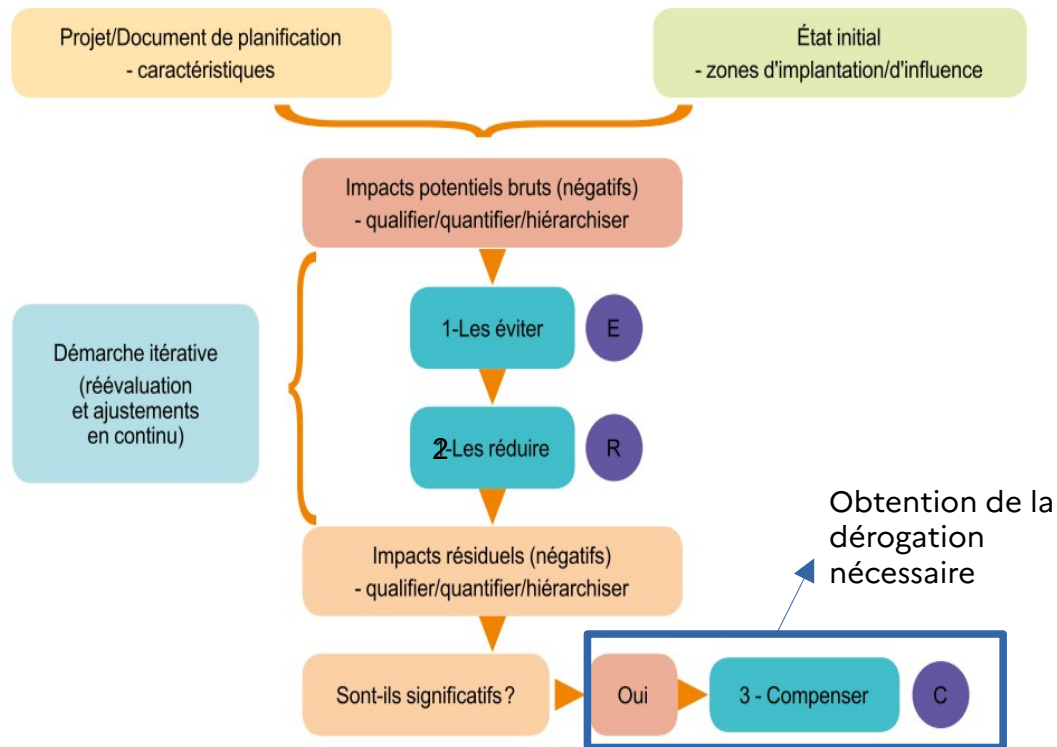 Projet/Document de planification
- caractéristiques
État initial
- zones d'implantation/d'influence
Impacts potentiels bruts (négatifs)
- qualifier/quantifier/hiérarchiser
Démarche itérative
(réévaluation
et ajustements
en continu)
1-Les éviter
E
2-Les réduire
R
Obtention de la
dérogation
nécessaire
Impacts résiduels (négatifs)
- qualifier/quantifier/hiérarchiser
Sont-ils significatifs ?
Oui
3 - Compenser
C